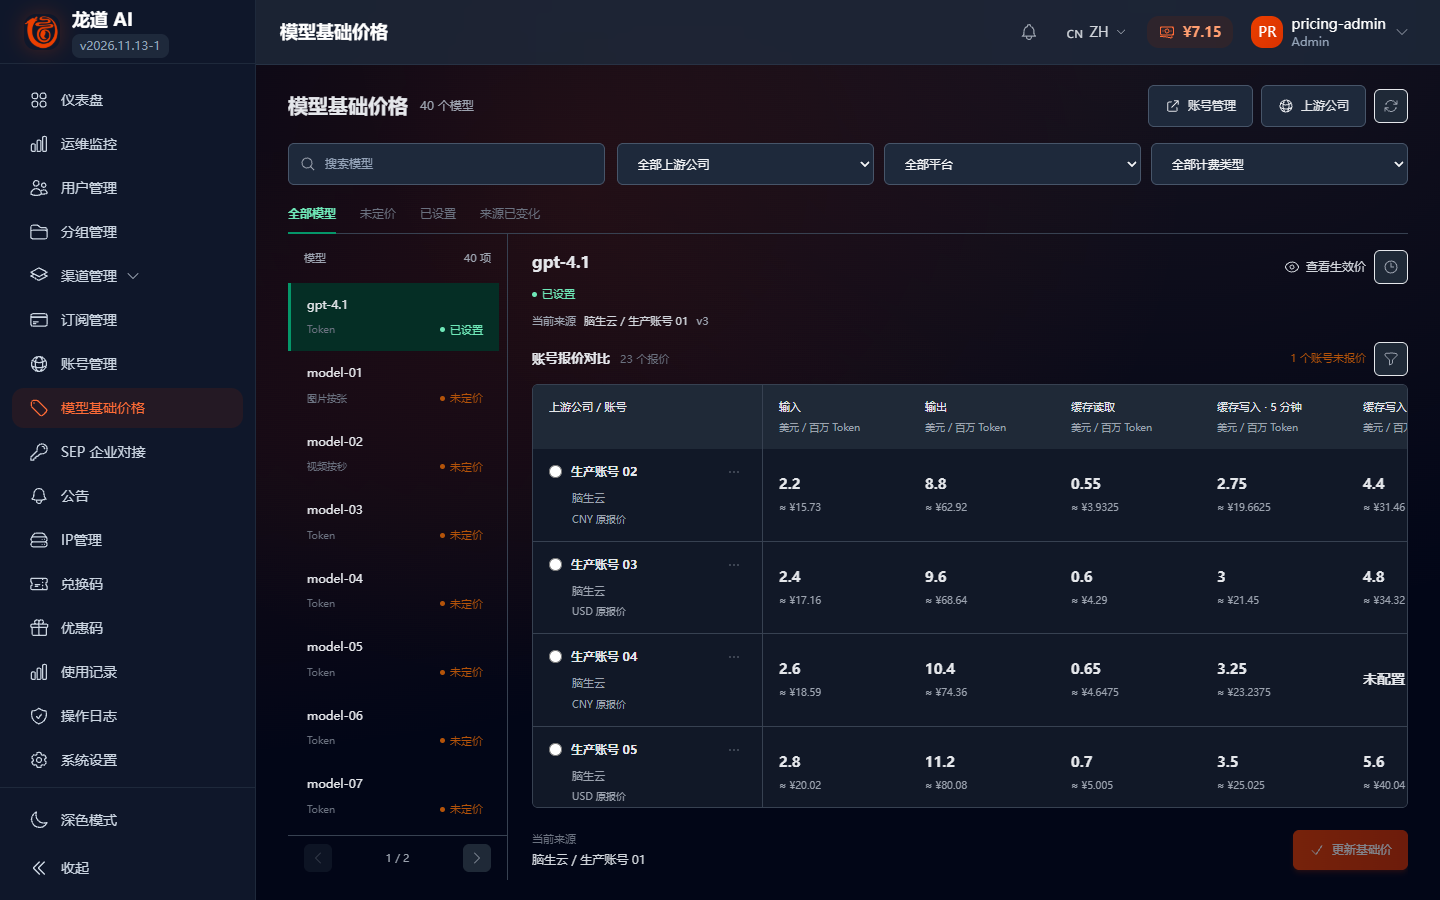 龙道 AI
v2026.11.13-1
仪表盘
运维监控
用户管理
分组管理
渠道管理
订阅管理
账号管理
模型基础价格
SEP 企业对接
公告
IP管理
兑换码
优惠码
使用记录
操作日志
系统设置
深色模式
收起
模型基础价格
CN ZH
¥7.15
PR
pricing-admin
Admin
模型基础价格 40 个模型
账号管理
上游公司
搜索模型
全部上游公司
全部平台
全部计费类型
全部模型 未定价 已设置 来源已变化
模型 40 项
gpt-4.1
Token 已设置
model-01
图片按张 未定价
model-02
视频按秒 未定价
model-03
Token 未定价
model-04
Token 未定价
model-05
Token 未定价
model-06
Token 未定价
model-07
Token 未定价
1 / 2
gpt-4.1
查看生效价
已设置
当前来源 脑生云 / 生产账号 01 v3
账号报价对比 23 个报价
1 个账号未报价
上游公司 / 账号 输入 输出 缓存读取 缓存写入 · 5 分钟 缓存写入
美元 / 百万 Token 美元 / 百万 Token 美元 / 百万 Token 美元 / 百万 Token 美元 / 百万
生产账号 02 ...
脑生云
CNY 原报价
2.2 8.8 0.55 2.75 4.4
≈ ¥15.73 ≈ ¥62.92 ≈ ¥3.9325 ≈ ¥19.6625 ≈ ¥31.46
生产账号 03 ...
脑生云
USD 原报价
2.4 9.6 0.6 3 4.8
≈ ¥17.16 ≈ ¥68.64 ≈ ¥4.29 ≈ ¥21.45 ≈ ¥34.32
生产账号 04 ...
脑生云
CNY 原报价
2.6 10.4 0.65 3.25 未配置
≈ ¥18.59 ≈ ¥74.36 ≈ ¥4.6475 ≈ ¥23.2375
生产账号 05 ...
脑生云
USD 原报价
2.8 11.2 0.7 3.5 5.6
≈ ¥20.02 ≈ ¥80.08 ≈ ¥5.005 ≈ ¥25.025 ≈ ¥40.04
当前来源
脑生云 / 生产账号 01
更新基础价